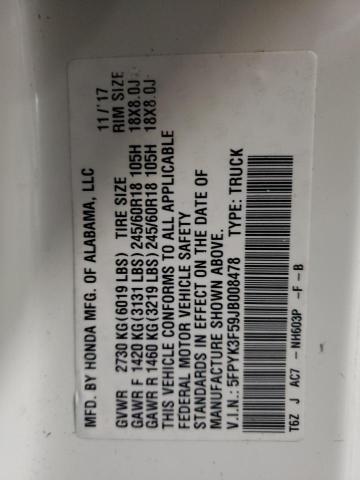 MFD. BY HONDA MFG. OF ALABAMA, LLC 11/'17
GVWR 2730 KG(6019 LBS) TIRE SIZE RIM SIZE
GAWR F 1420 KG(3131 LBS) 245/60R18 105H 18X8.0J
GAWR R 1460 KG(3219 LBS) 245/60R18 105H 18X8.0J
THIS VEHICLE CONFORMS TO ALL APPLICABLE
FEDERAL MOTOR VEHICLE SAFETY
STANDARDS IN EFFECT ON THE DATE OF
MANUFACTURE SHOWN ABOVE.
V.I.N.: 5FPYK3F59JB008478 TYPE: TRUCK
T6Z J AC7 -NH603P -F -B